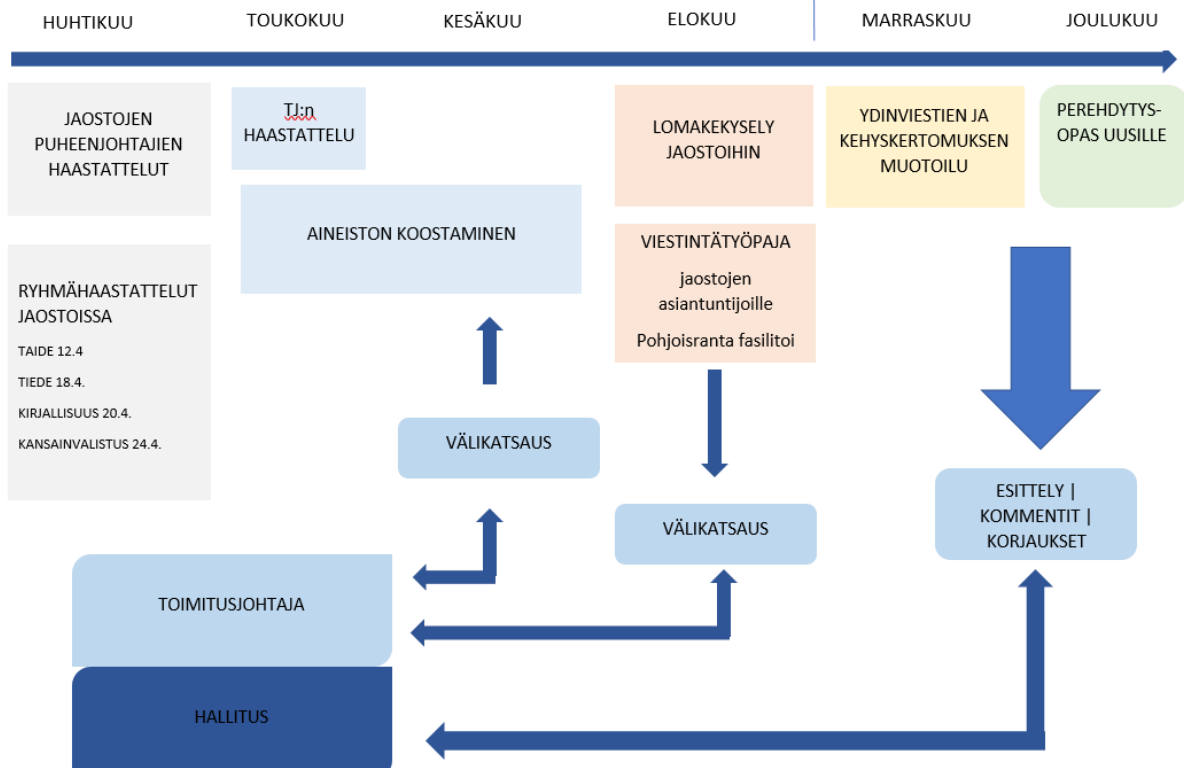 HUHTIKUU
TOUKOKUU
KESÄKUU
ELOKUU
MARRASKUU
JOULUKUU
JAOSTOJEN
PUHEENJOHTAJIEN
HAASTATTELUT
TJ:n
HAASTATTELU
LOMAKEKYSELY
JAOSTOIHIN
YDINVIESTIEN JA
KEHYSKERTOMUKSEN
MUOTOILU
PEREHDYTYS-
OPAS UUSILLE
AINEISTON KOOSTAMINEN
VIESTINTÄTYÖPAJA
jaostojen
asiantuntijoille
Pohjoisranta fasilitoi
RYHMÄHAASTATTELUT
JAOSTOISSA
TAIDE 12.4
TIEDE 18.4.
KIRJALLISUUS 20.4.
KANSAINVALISTUS 24.4.
VÄLIKATSAUS
VÄLIKATSAUS
ESITTELY |
KOMMENTIT |
KORJAUKSET
TOIMITUSJOHTAJA
HALLITUS